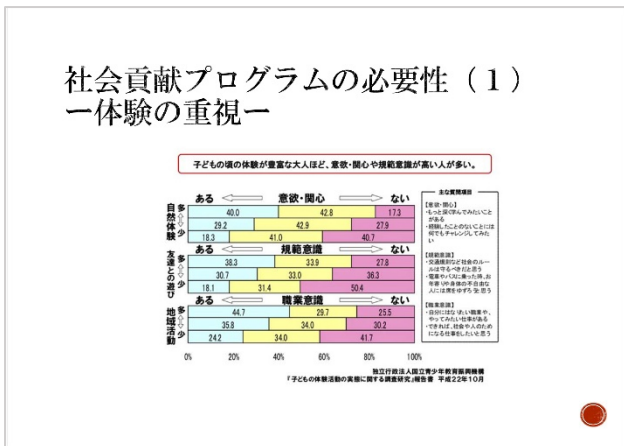 社会貢献プログラムの必要性（１）
ー体験の重視ー
子どもの頃の体験が豊富な大人ほど、意欲・関心や規範意識が高い人が多い。
ある 意欲・関心 ない
自然体験
多
少
40.0 42.8 17.3
29.2 42.9 27.9
18.3 41.0 40.7
ある 規範意識 ない
友達との遊び
多
少
38.3 33.9 27.8
30.7 33.0 36.3
18.1 31.4 50.4
ある 職業意識 ない
地域活動
多
少
44.7 29.7 25.5
35.8 34.0 30.2
24.2 34.0 41.7
0% 20% 40% 60% 80% 100%
主な質問項目
【意欲・関心】
・もっと深く学んでみたいこと
がある
・経験したことのないことには
何でもチャレンジしてみた
い
【規範意識】
・交通規則など社会のルー
ルは守るべきだと思う
・電車やバスに乗った時、お
年寄りや身体の不自由な
人には席をゆずろうと思う
【職業意識】
・自分にはなりたい職業や、
やってみたい仕事がある
・できれば、社会や人のため
になる仕事をしたいと思う
独立行政法人国立青少年教育振興機構
「子どもの体験活動の実態に関する調査研究」報告書 平成22年10月